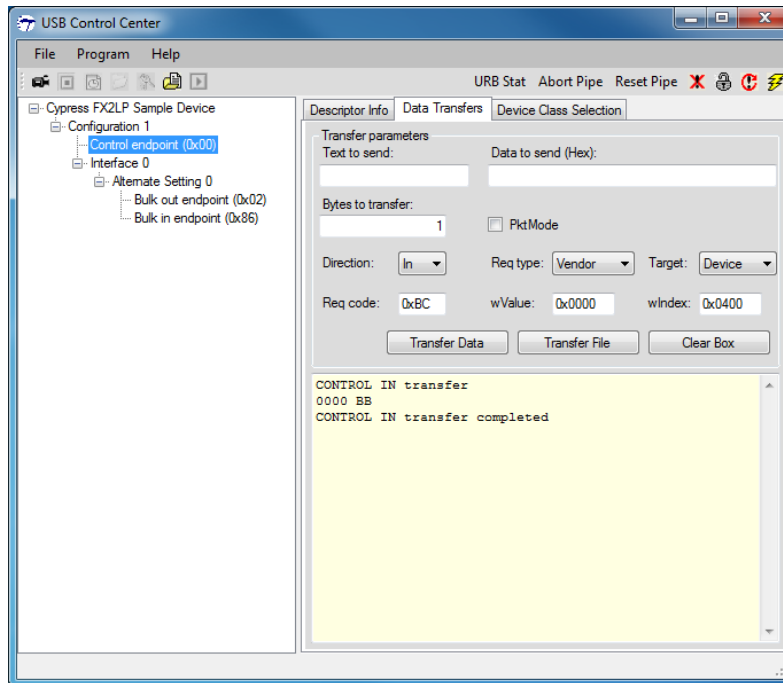 USB Control Center
File Program Help
URB Stat Abort Pipe Reset Pipe
Cypress FX2LP Sample Device
Configuration 1
Control endpoint (0x00)
Interface 0
Alternate Setting 0
Bulk out endpoint (0x02)
Bulk in endpoint (0x86)
Descriptor Info Data Transfers Device Class Selection
Transfer parameters
Text to send: Data to send (Hex):
Bytes to transfer:
1 PktMode
Direction: In Req type: Vendor Target: Device
Req code: 0xBC wValue: 0x0000 wIndex: 0x0400
Transfer Data Transfer File Clear Box
CONTROL IN transfer
0000 BB
CONTROL IN transfer completed